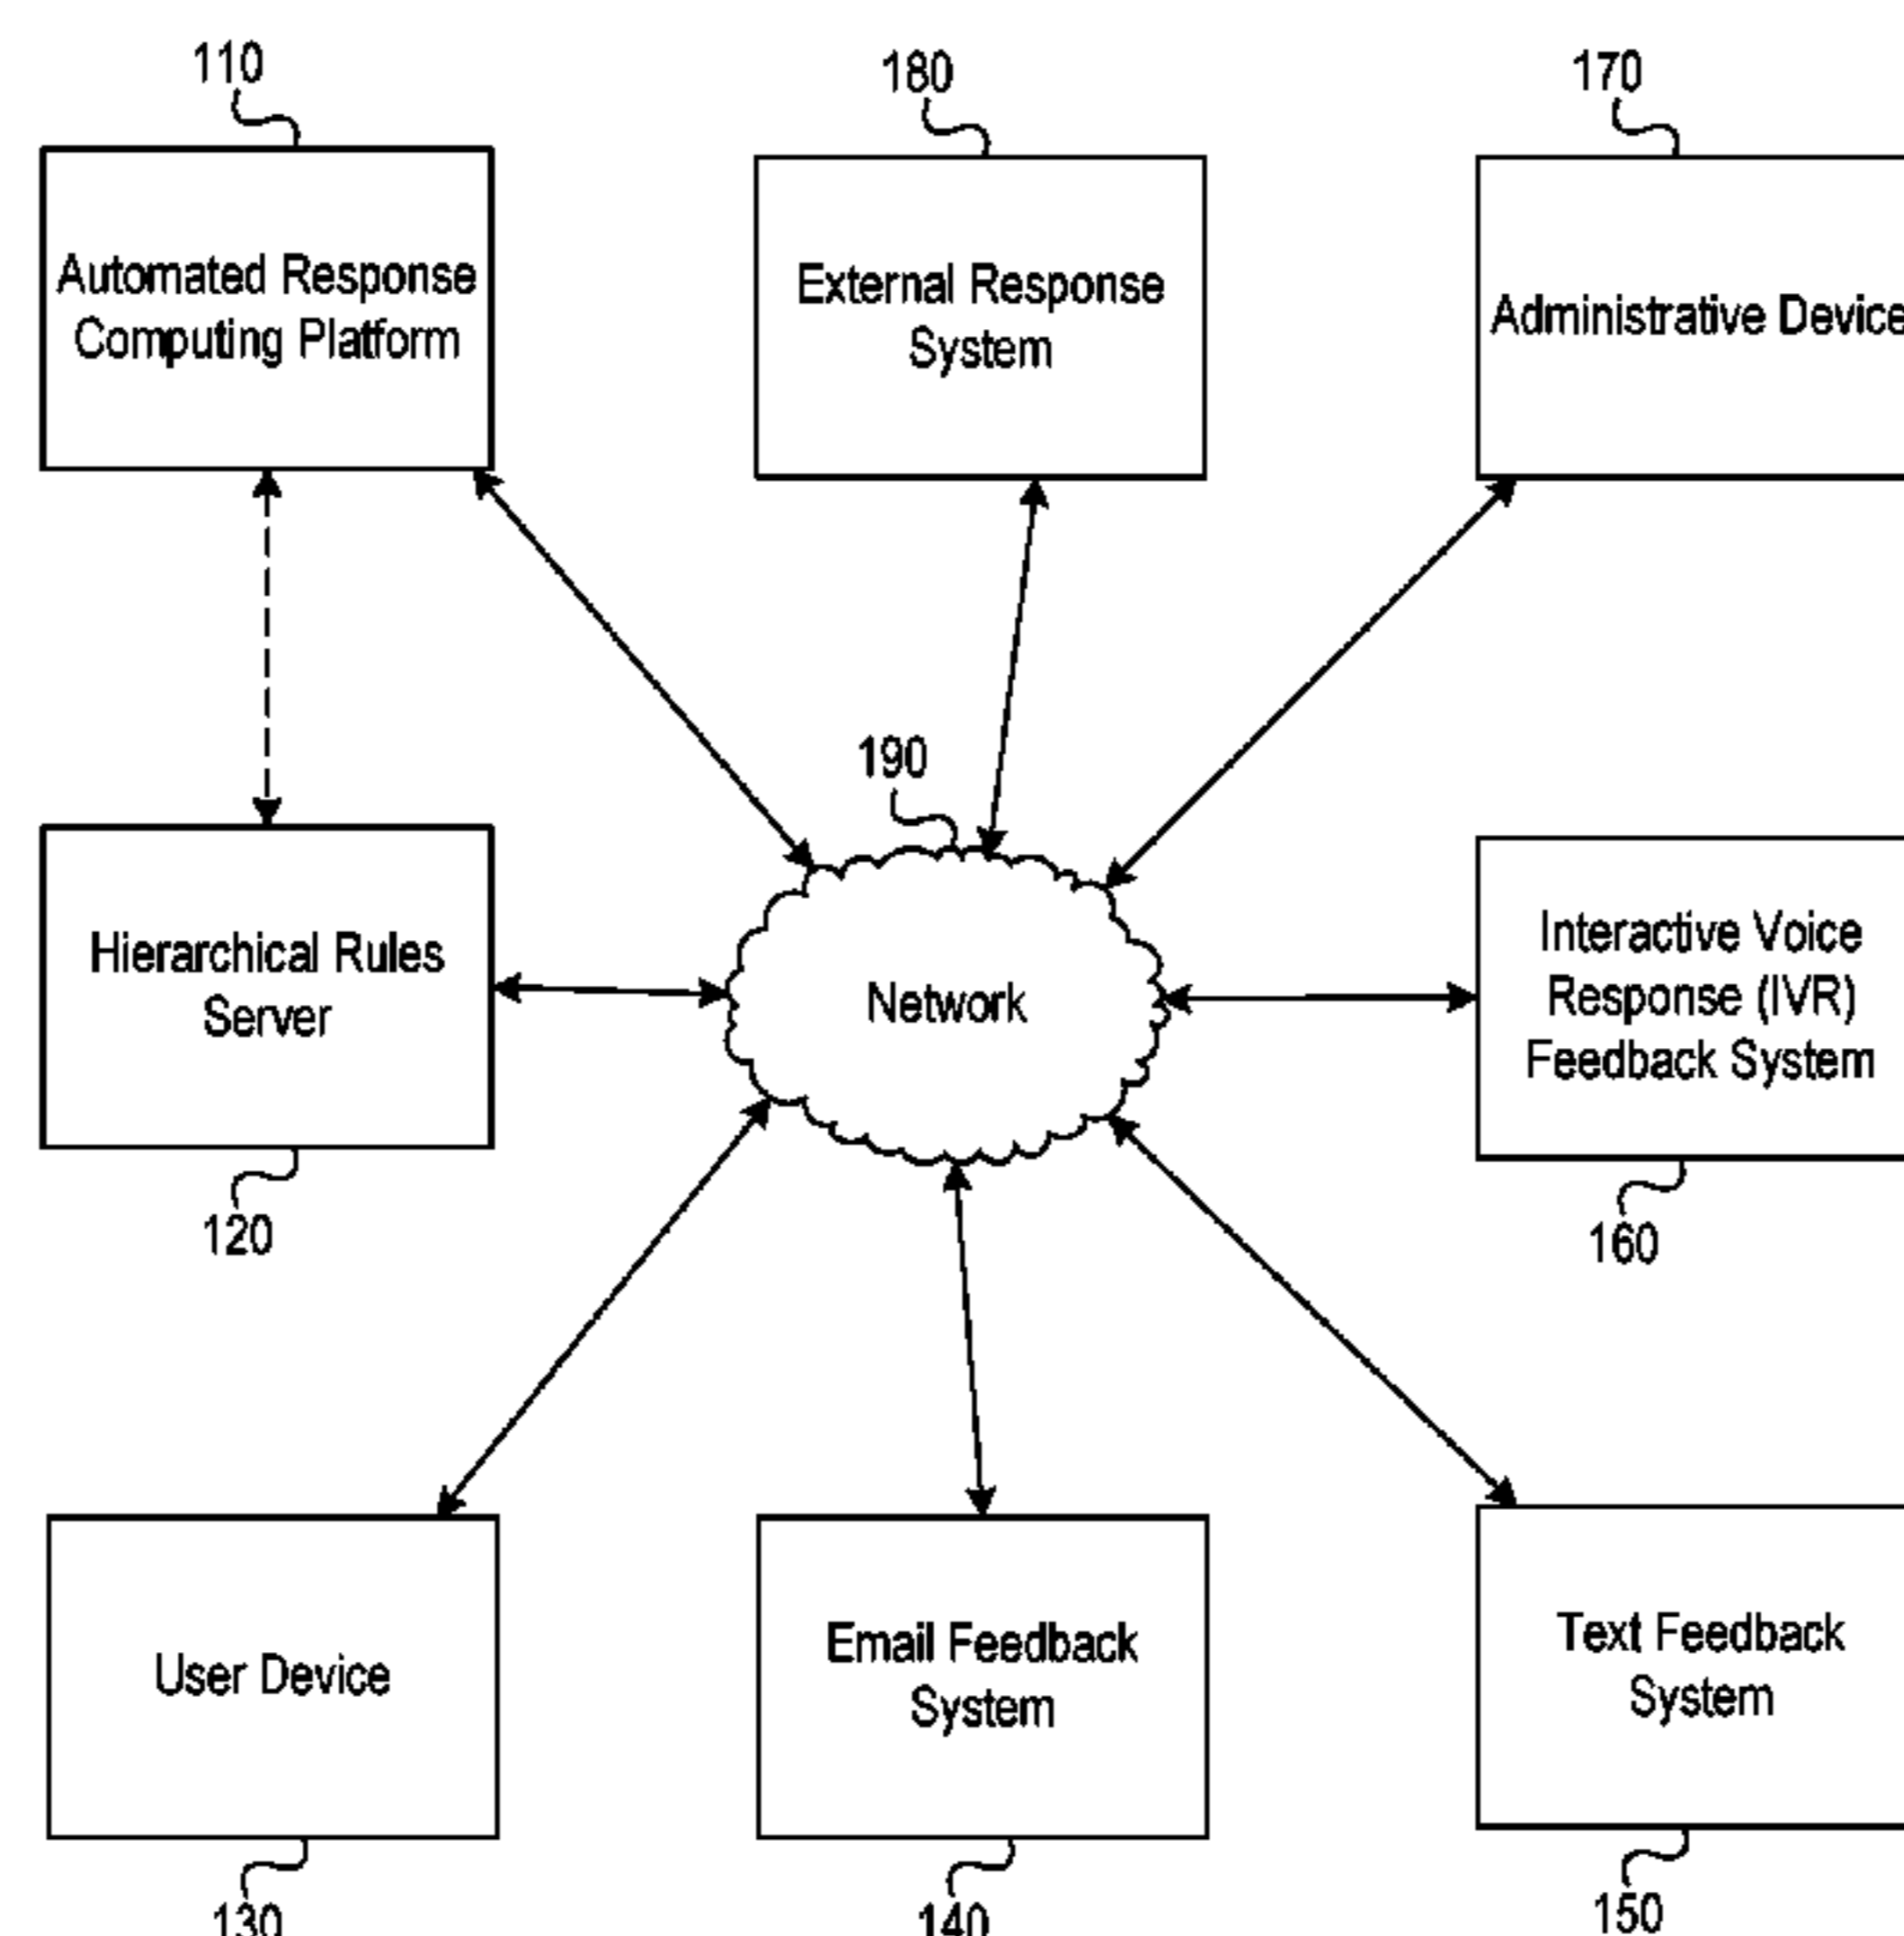 110
180
170
Automated Response
Computing Platform
External Response
System
Administrative Device
190
Hierarchical Rules
Server
Network
Interactive Voice
Response (IVR)
Feedback System
120
160
User Device
Email Feedback
System
Text Feedback
System
130
140
150